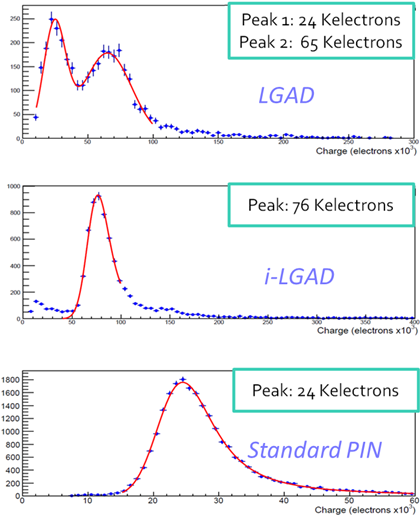 Peak 1: 24 Kelectrons
Peak 2: 65 Kelectrons
LGAD
250
200
150
100
50
0
0 50 100 150 200 250 300
Charge (electrons x10³)
Peak: 76 Kelectrons
i-LGAD
1000
800
600
400
200
0
0 50 100 150 200 250 300 350 400
Charge (electrons x10³)
Peak: 24 Kelectrons
Standard PIN
1800
1600
1400
1200
1000
800
600
400
200
0
0 10 20 30 40 50 60
Charge (electrons x10³)